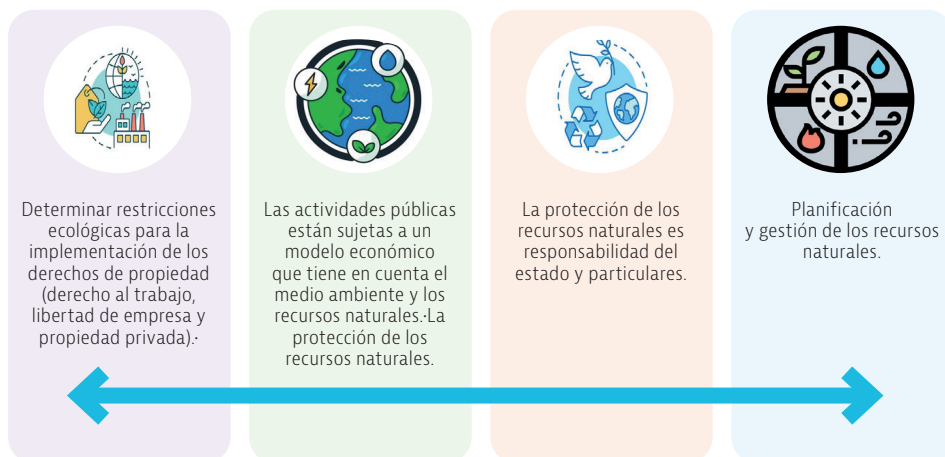 Determinar restricciones
ecológicas para la
implementación de los
derechos de propiedad
(derecho al trabajo,
libertad de empresa y
propiedad privada).·
Las actividades públicas
están sujetas a un
modelo económico
que tiene en cuenta el
medio ambiente y los
recursos naturales.·La
protección de los
recursos naturales.
La protección de los
recursos naturales es
responsabilidad del
estado y particulares.
Planificación
y gestión de los recursos
naturales.